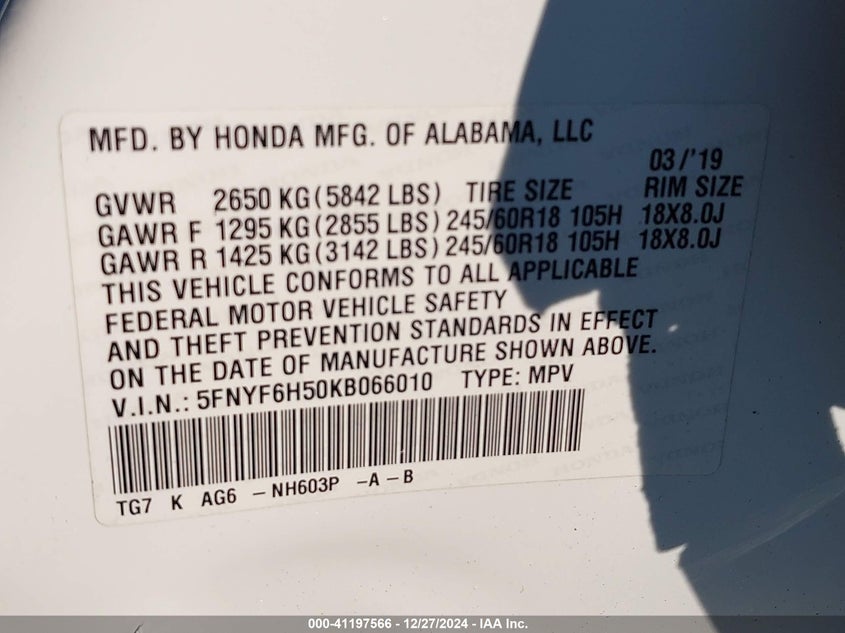 MFD. BY HONDA MFG. OF ALABAMA, LLC
03/'19
GVWR 2650 KG (5842 LBS) TIRE SIZE RIM SIZE
GAWR F 1295 KG (2855 LBS) 245/60R18 105H 18X8.0J
GAWR R 1425 KG (3142 LBS) 245/60R18 105H 18X8.0J
THIS VEHICLE CONFORMS TO ALL APPLICABLE
FEDERAL MOTOR VEHICLE SAFETY
AND THEFT PREVENTION STANDARDS IN EFFECT
ON THE DATE OF MANUFACTURE SHOWN ABOVE.
V.I.N.: 5FNYF6H50KB066010 TYPE: MPV
TG7 K AG6 -NH603P -A-B
000-41197566 - 12/27/2024 - IAA Inc.